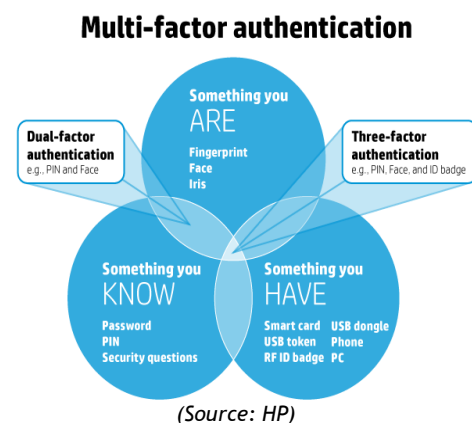 Multi-factor authentication
Something you
ARE
Fingerprint
Face
Iris
Dual-factor
authentication
e.g., PIN and Face
Three-factor
authentication
e.g., PIN, Face, and ID badge
Something you
KNOW
Password
PIN
Security questions
Something you
HAVE
Smart card
USB token
RF ID badge
USB dongle
Phone
PC
(Source: HP)